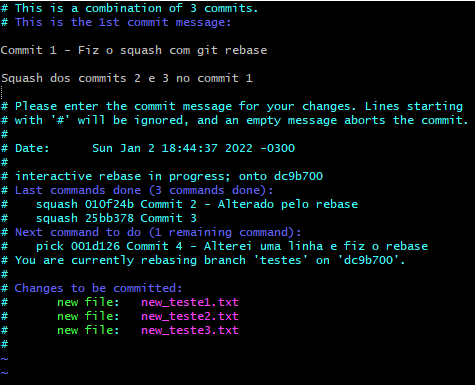 # This is a combination of 3 commits.
# This is the 1st commit message:
Commit 1 - Fiz o squash com git rebase
Squash dos commits 2 e 3 no commit 1
# Please enter the commit message for your changes. Lines starting
# with '#' will be ignored, and an empty message aborts the commit.
#
# Date:      Sun Jan 2 18:44:37 2022 -0300
#
# interactive rebase in progress; onto dc9b700
# Last commands done (3 commands done):
#    squash 010f24b Commit 2 - Alterado pelo rebase
#    squash 25bb378 Commit 3
# Next command to do (1 remaining command):
#    pick 001d126 Commit 4 - Alterei uma linha e fiz o rebase
# You are currently rebasing branch 'testes' on 'dc9b700'.
#
# Changes to be committed:
#       new file:   new_teste1.txt
#       new file:   new_teste2.txt
#       new file:   new_teste3.txt
#
~
~